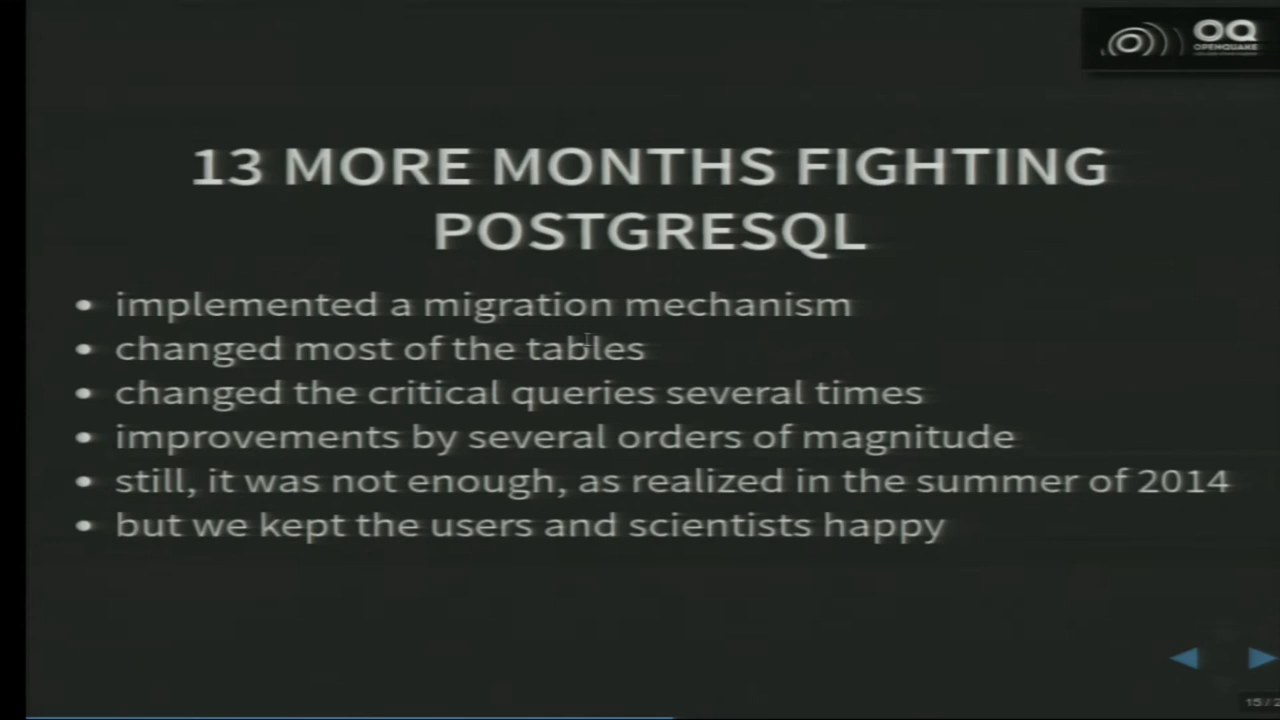 OQ
OPENQUAKE
13 MORE MONTHS FIGHTING
POSTGRESQL
• implemented a migration mechanism
• changed most of the tables
• changed the critical queries several times
• improvements by several orders of magnitude
• still, it was not enough, as realized in the summer of 2014
• but we kept the users and scientists happy